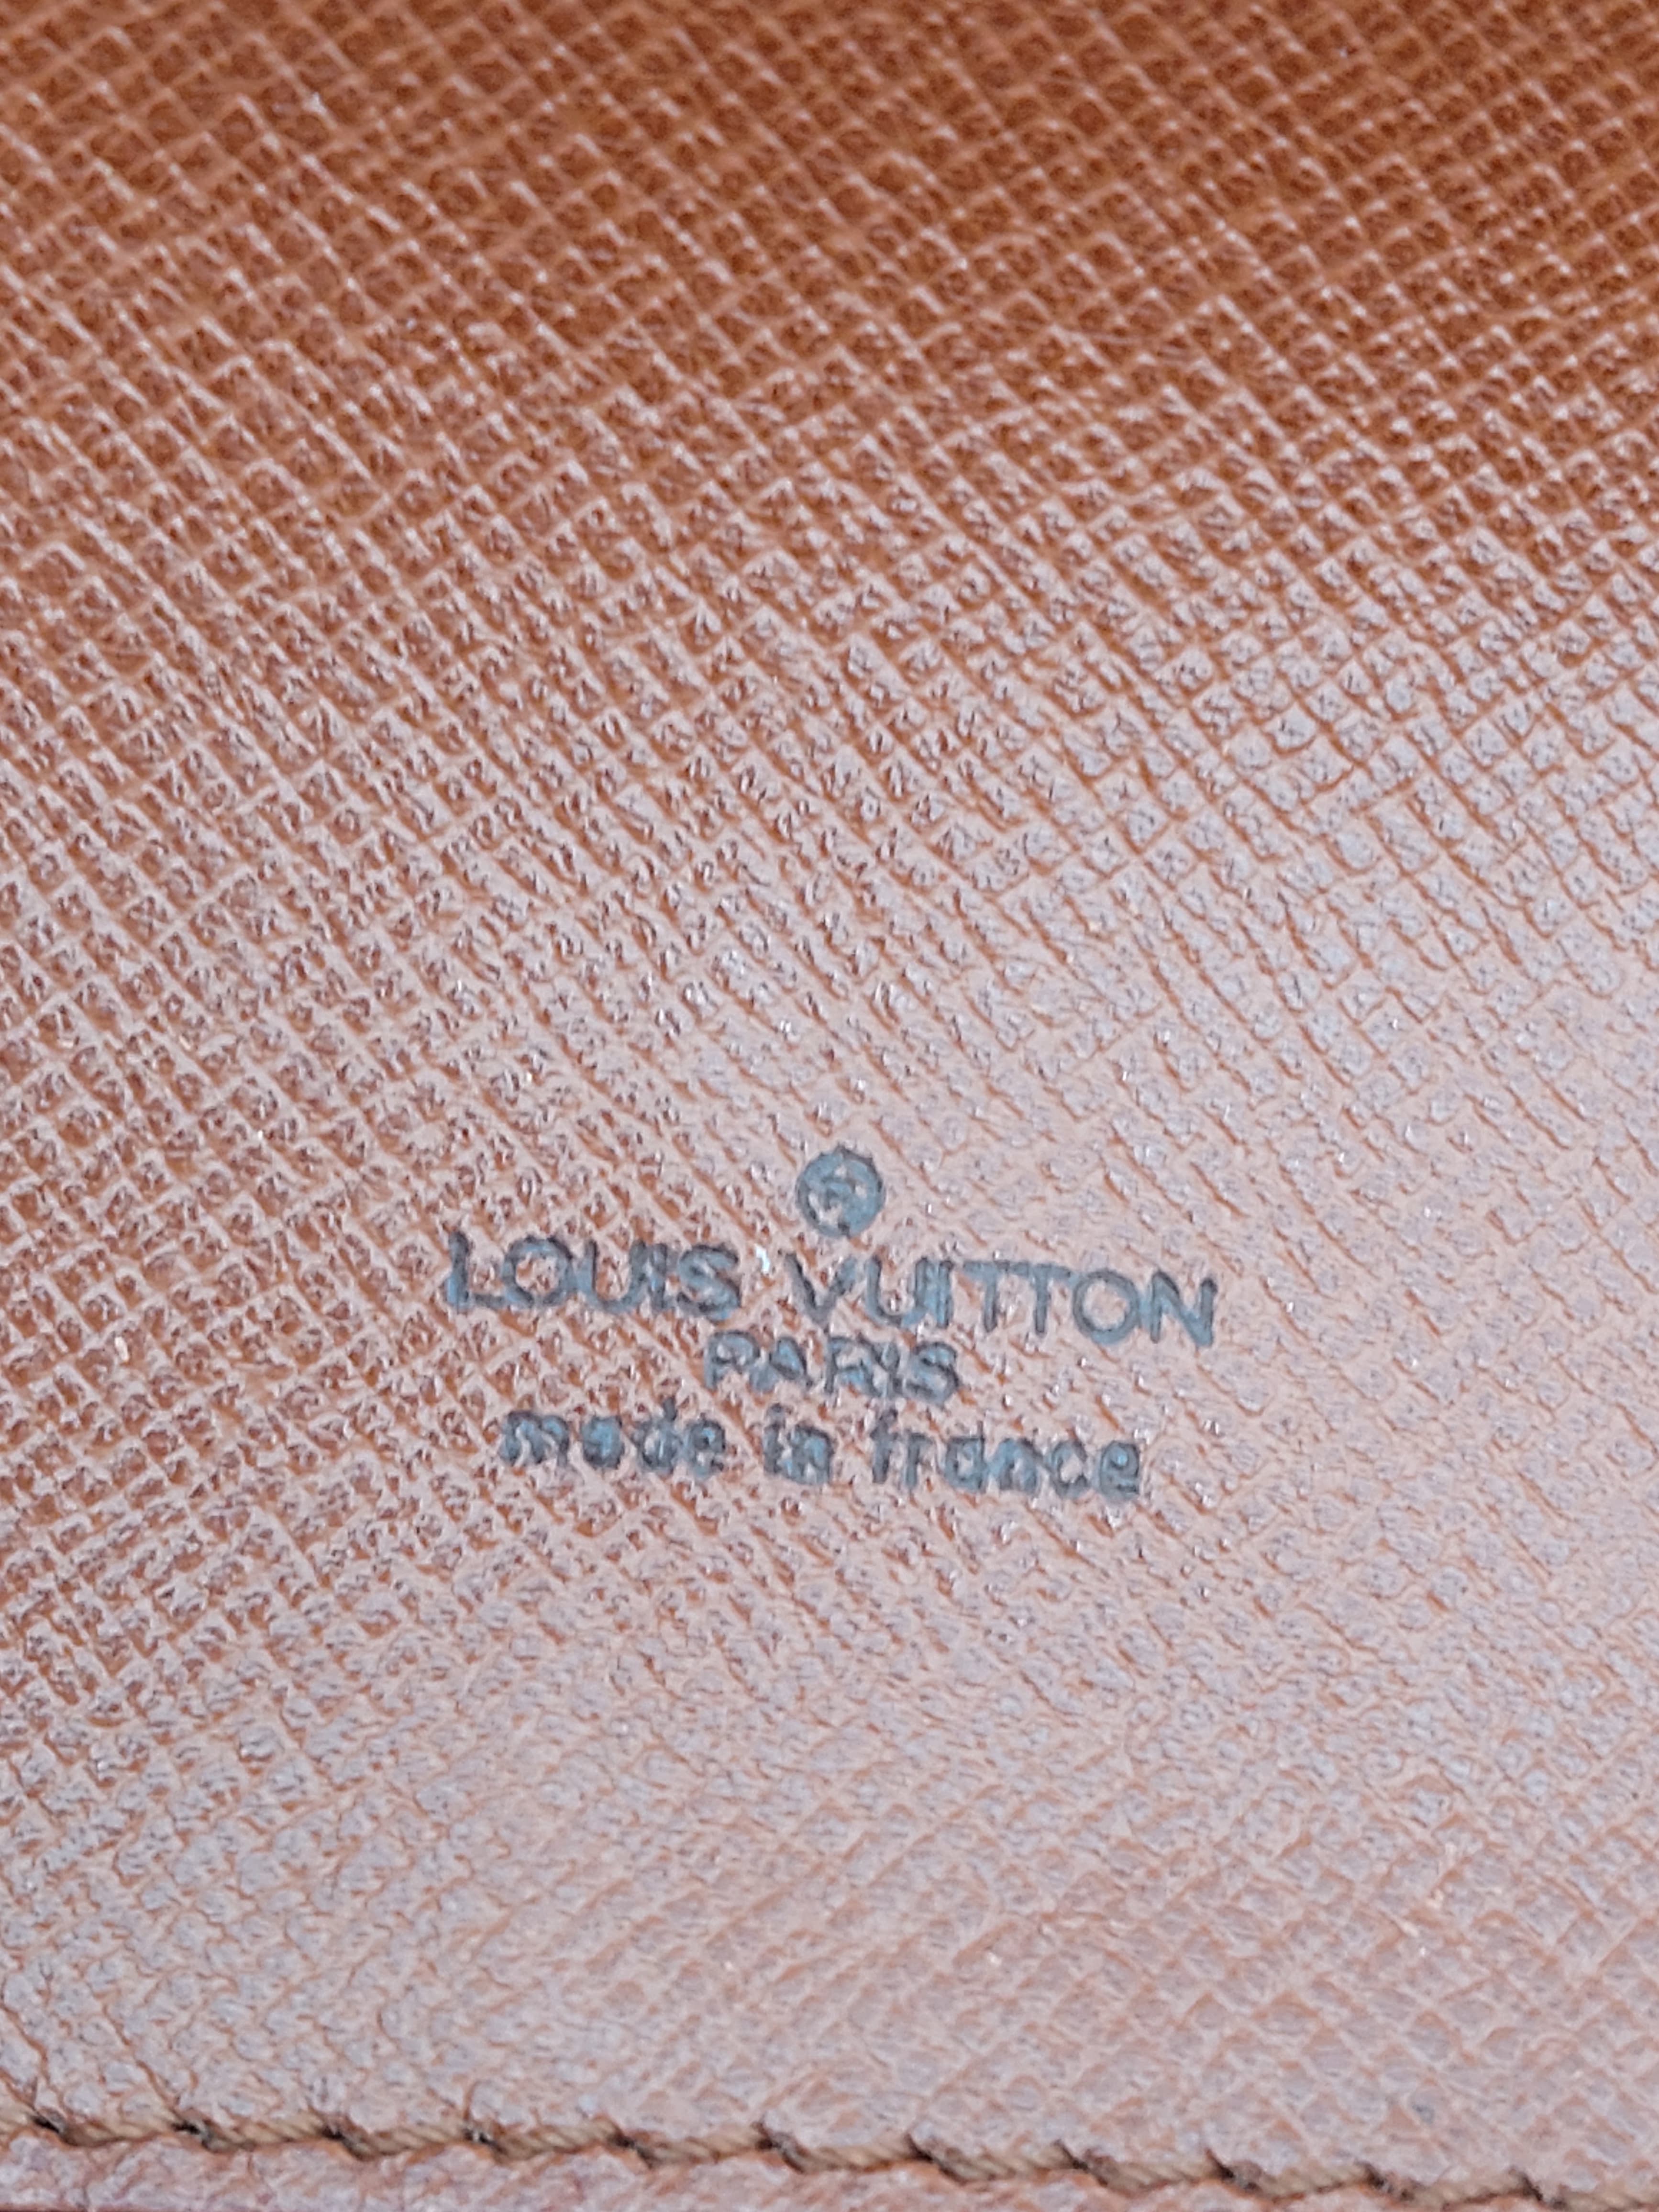 ®
LOUIS VUITTON
PARIS
made in france